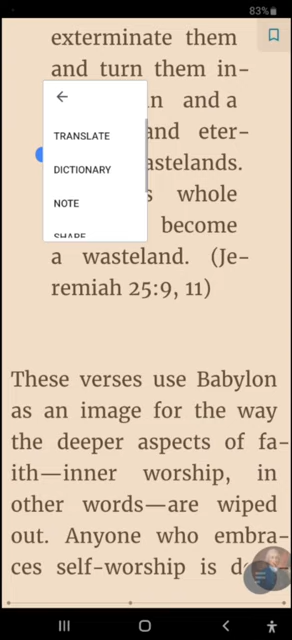 83%
exterminate them
and turn them in-
n and a
and eter-
astelands.
s whole
become
a wasteland. (Je-
remiah 25:9, 11)
TRANSLATE
DICTIONARY
NOTE
SHARE
These verses use Babylon
as an image for the way
the deeper aspects of fa-
ith—inner worship, in
other words—are wiped
out. Anyone who embra-
ces self-worship is d